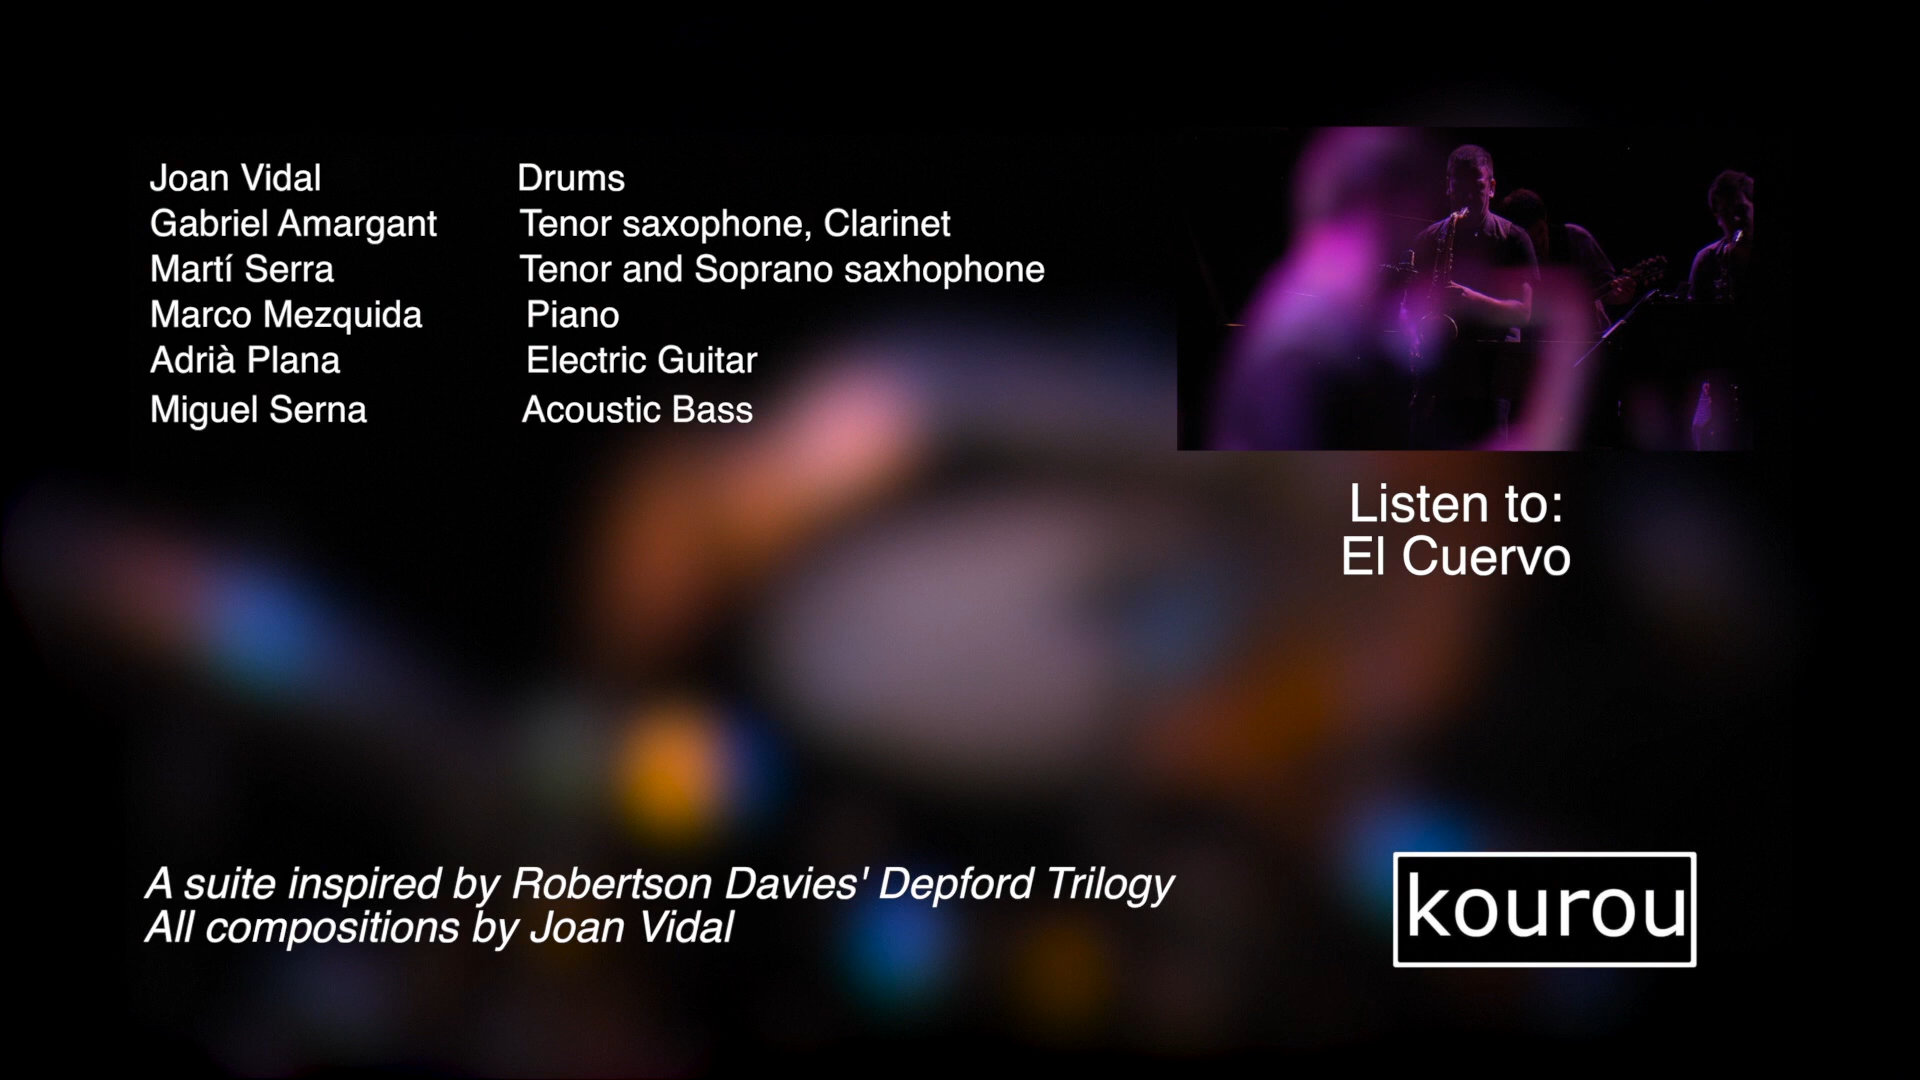 Joan Vidal Drums
Gabriel Amargant Tenor saxophone, Clarinet
Martí Serra Tenor and Soprano saxhophone
Marco Mezquida Piano
Adrià Plana Electric Guitar
Miguel Serna Acoustic Bass
Listen to:
El Cuervo
A suite inspired by Robertson Davies' Depford Trilogy
All compositions by Joan Vidal
kourou